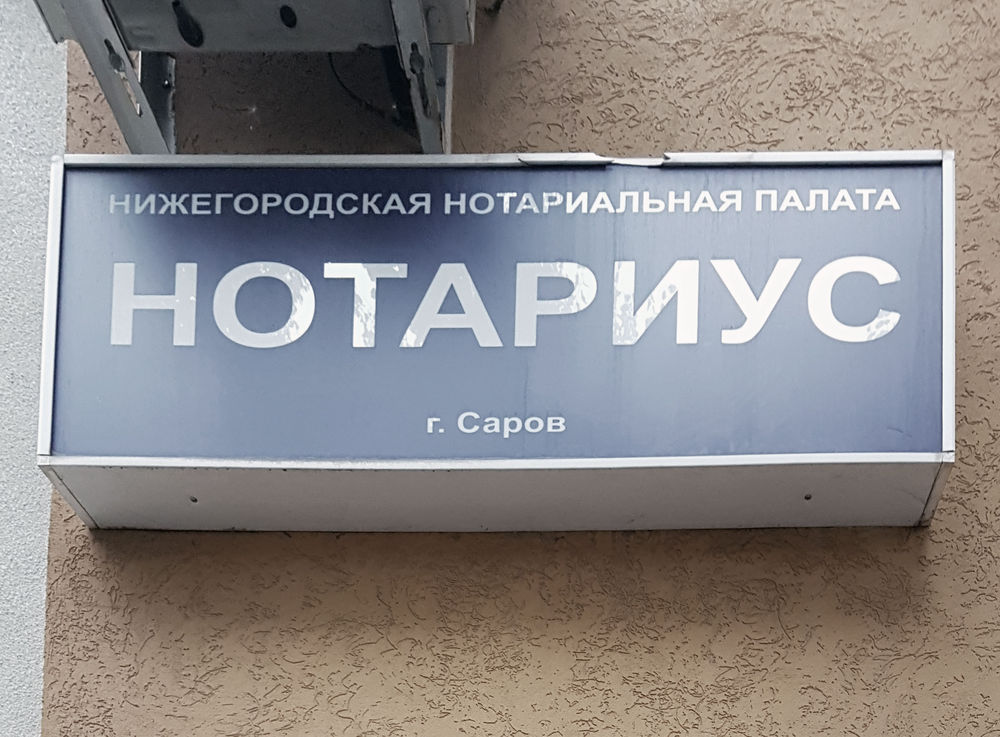 НИЖЕГОРОДСКАЯ НОТАРИАЛЬНАЯ ПАЛАТА
НОТАРИУС
г. Саров